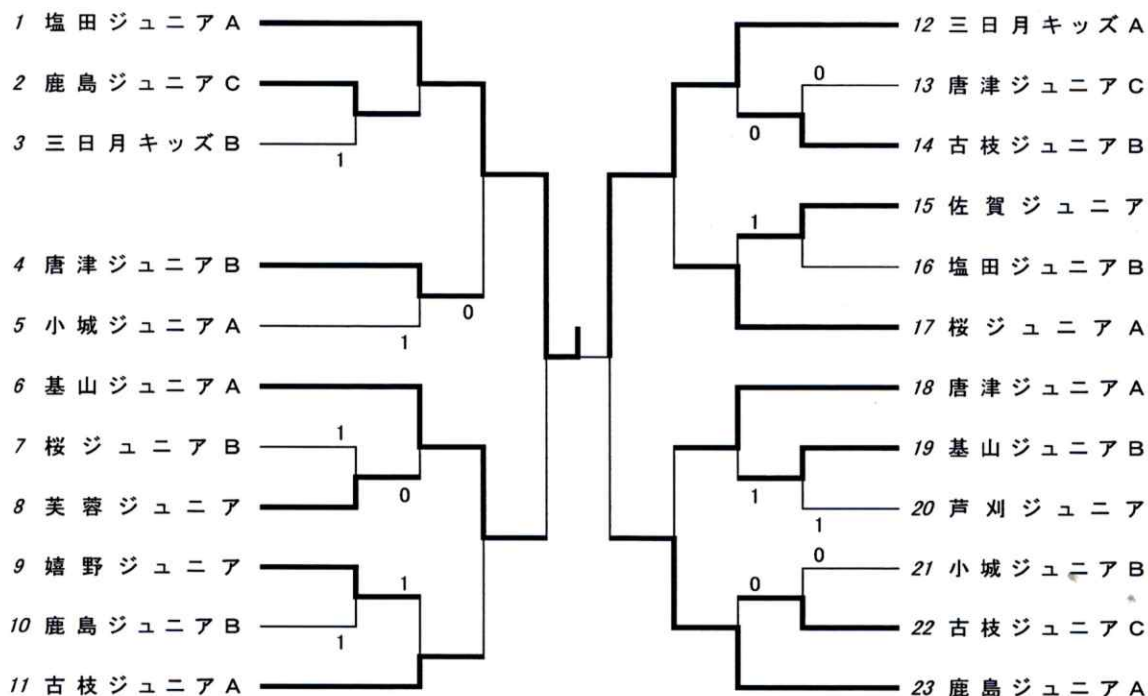 1 塩田ジュニアA
2 鹿島ジュニアC
3 三日月キッズB
1
4 唐津ジュニアB
0
5 小城ジュニアA
1
6 基山ジュニアA
7 桜ジュニアB
1
0
8 芙蓉ジュニア
9 嬉野ジュニア
1
10 鹿島ジュニアB
1
11 古枝ジュニアA
12 三日月キッズA
0
13 唐津ジュニアC
0
14 古枝ジュニアB
15 佐賀ジュニア
1
16 塩田ジュニアB
17 桜ジュニアA
18 唐津ジュニアA
19 基山ジュニアB
1
20 芦刈ジュニア
1
0
21 小城ジュニアB
0
22 古枝ジュニアC
23 鹿島ジュニアA